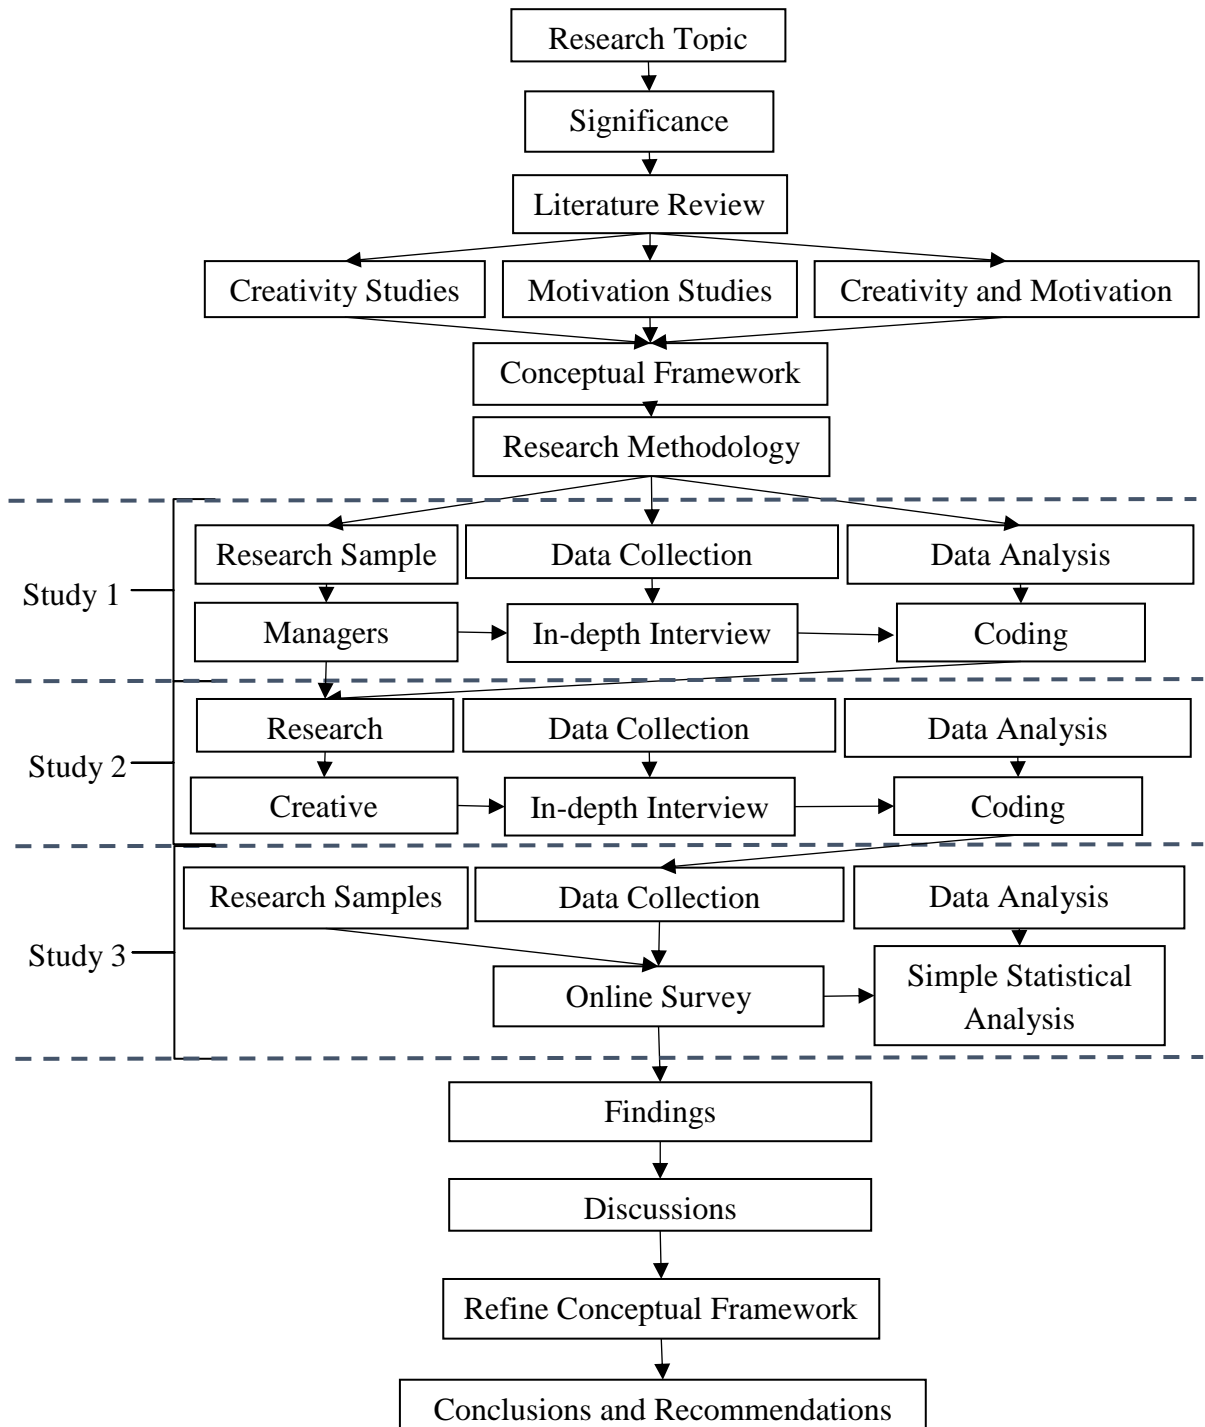 Research Topic
Significance
Literature Review
Creativity Studies
Motivation Studies
Creativity and Motivation
Conceptual Framework
Research Methodology
Study 1
Research Sample
Data Collection
Data Analysis
Managers
In-depth Interview
Coding
Study 2
Research
Data Collection
Data Analysis
Creative
In-depth Interview
Coding
Study 3
Research Samples
Data Collection
Data Analysis
Online Survey
Simple Statistical
Analysis
Findings
Discussions
Refine Conceptual Framework
Conclusions and Recommendations